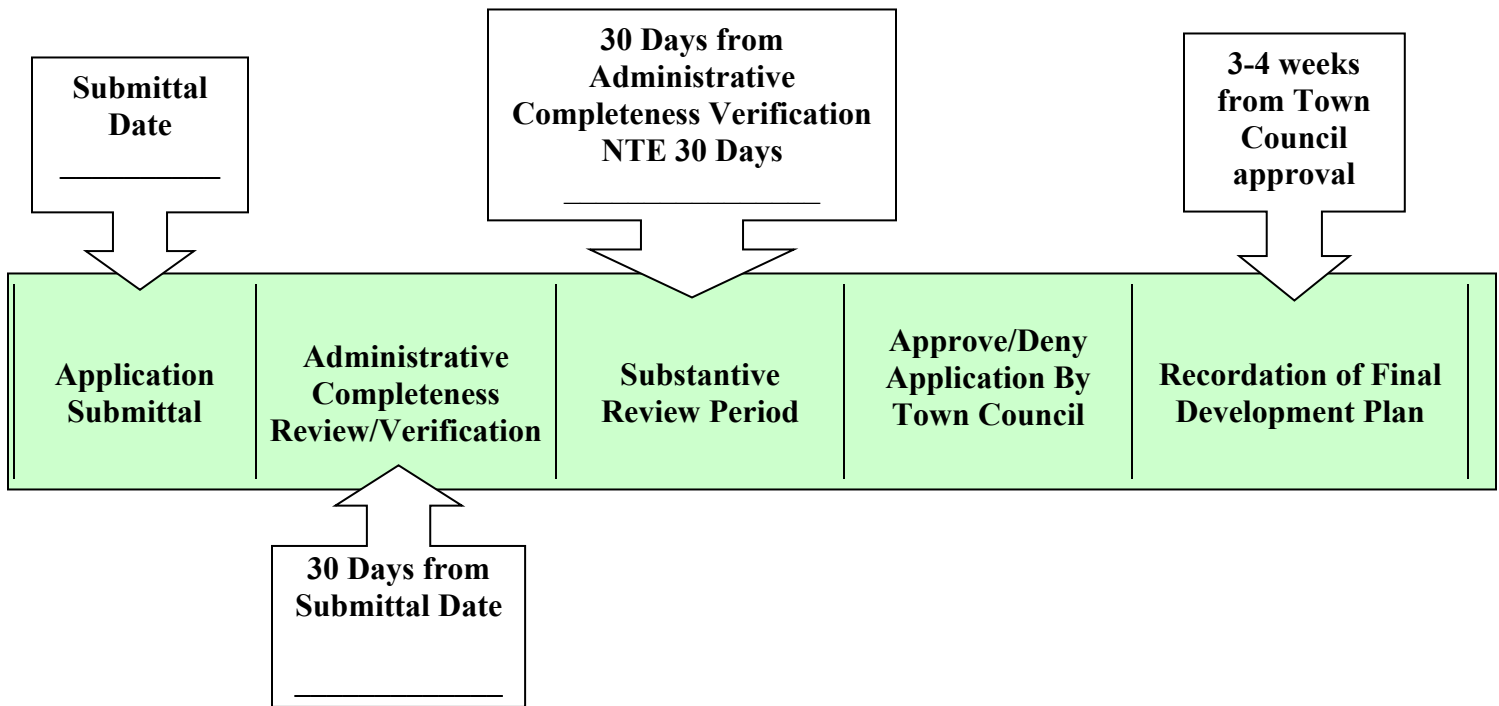 Submittal
Date
30 Days from
Administrative
Completeness Verification
NTE 30 Days
3-4 weeks
from Town
Council
approval
Application
Submittal
Administrative
Completeness
Review/Verification
Substantive
Review Period
Approve/Deny
Application By
Town Council
Recordation of Final
Development Plan
30 Days from
Submittal Date